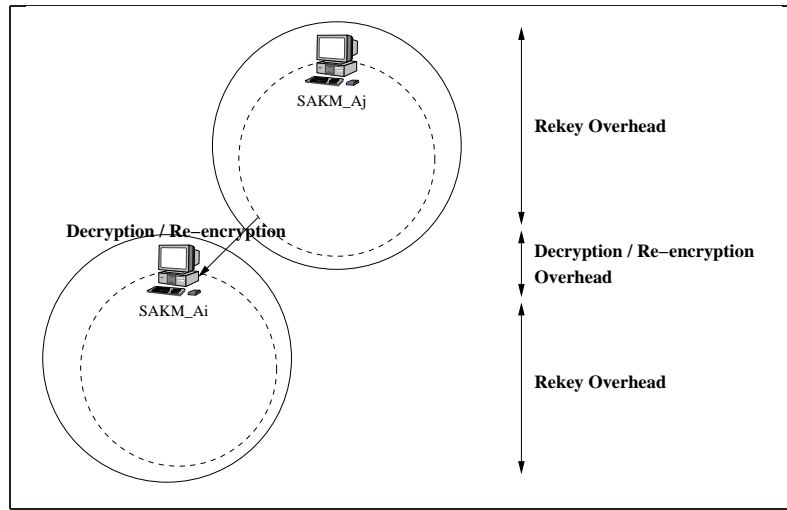 SAKM_Aj
Rekey Overhead
Decryption / Re−encryption
Decryption / Re−encryption
Overhead
SAKM_Ai
Rekey Overhead